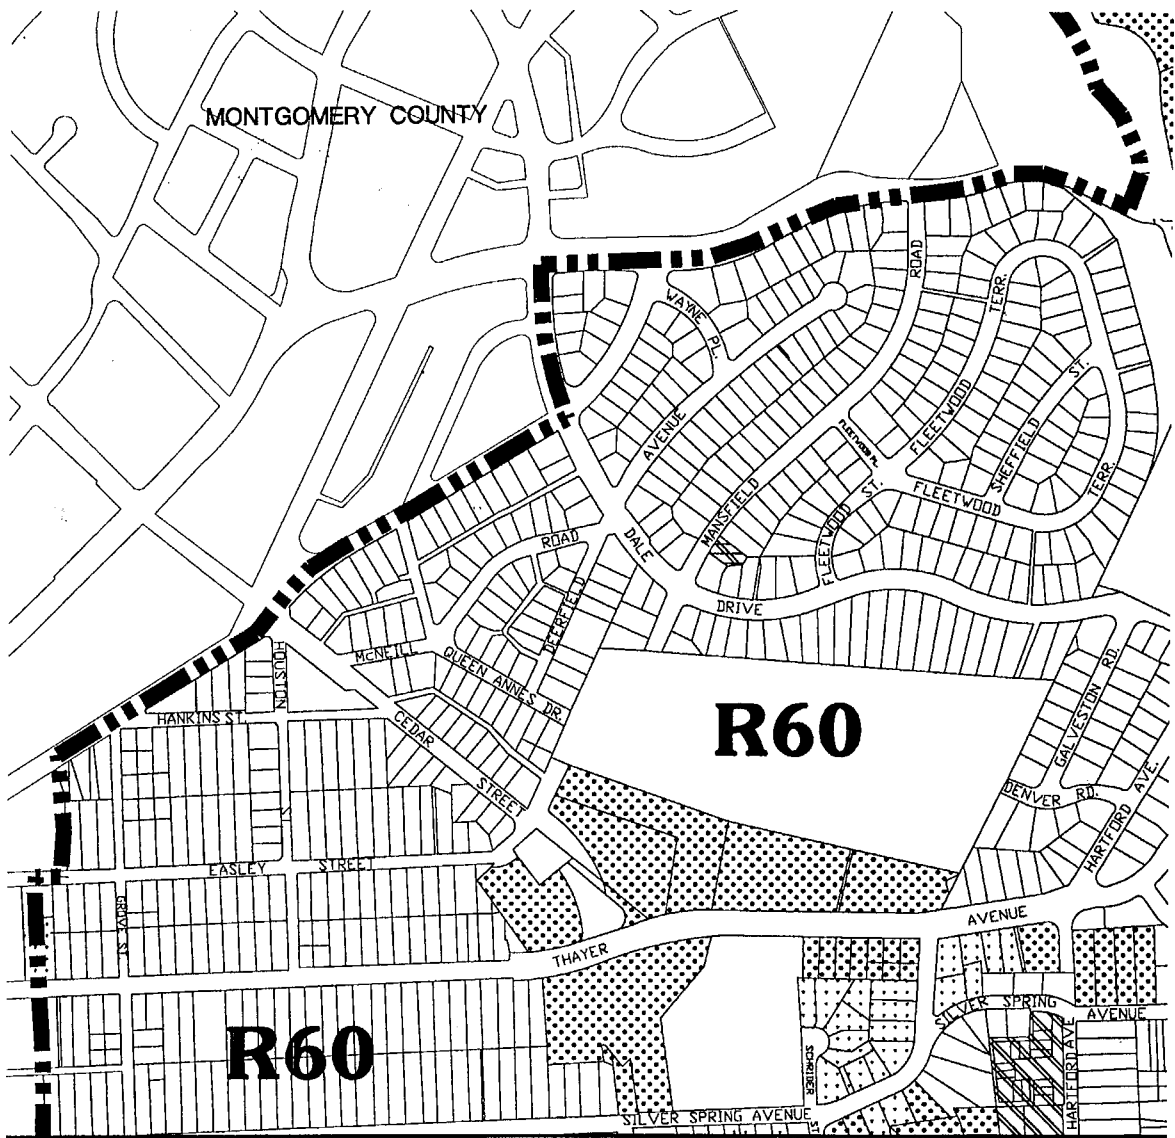 MONTGOMERY COUNTY
ROAD
TERR.
WAYNE PL.
ST.
AVENUE
FLEETWOOD
FLEETWOOD PL.
SHEFFIELD
TERR.
MANSFIELD
ST.
FLEETWOOD
FLEETWOOD
ROAD
DALE
DEERFIELD
DRIVE
McNEILL
HOUSTON
QUEEN ANNES DR.
GALVESTON RD.
HANKINS ST.
CEDAR
R60
STREET
DENVER RD.
HARTFORD AVE.
EASLEY STREET
GROVE ST.
AVENUE
THAYER
SILVER SPRING AVENUE
R60
SCHRIDER
HARTFORD AVE
SILVER SPRING AVENUE
ST.